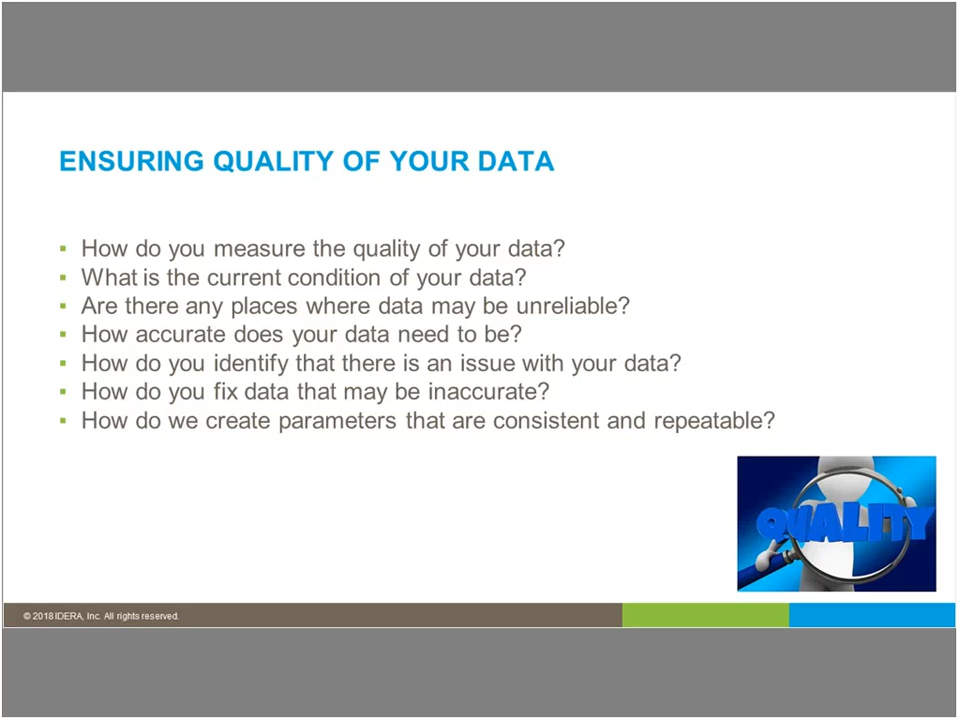 ENSURING QUALITY OF YOUR DATA
▪ How do you measure the quality of your data?
▪ What is the current condition of your data?
▪ Are there any places where data may be unreliable?
▪ How accurate does your data need to be?
▪ How do you identify that there is an issue with your data?
▪ How do you fix data that may be inaccurate?
▪ How do we create parameters that are consistent and repeatable?
QUALITY
© 2018 IDERA, Inc. All rights reserved.